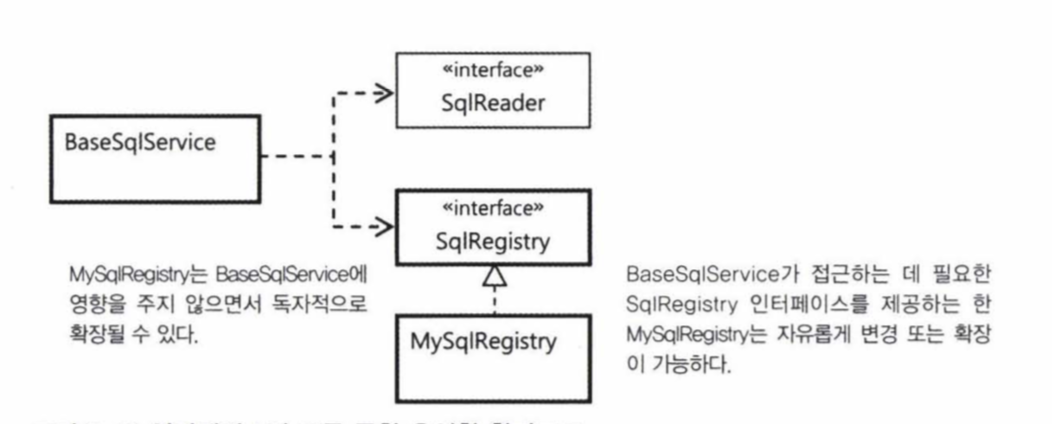 «interface»
SqlReader
BaseSqlService
«interface»
SqlRegistry
MySqlRegistry는 BaseSqlService에
영향을 주지 않으면서 독자적으로
확장될 수 있다.
MySqlRegistry
BaseSqlService가 접근하는 데 필요한
SqlRegistry 인터페이스를 제공하는 한
MySqlRegistry는 자유롭게 변경 또는 확장
이 가능하다.